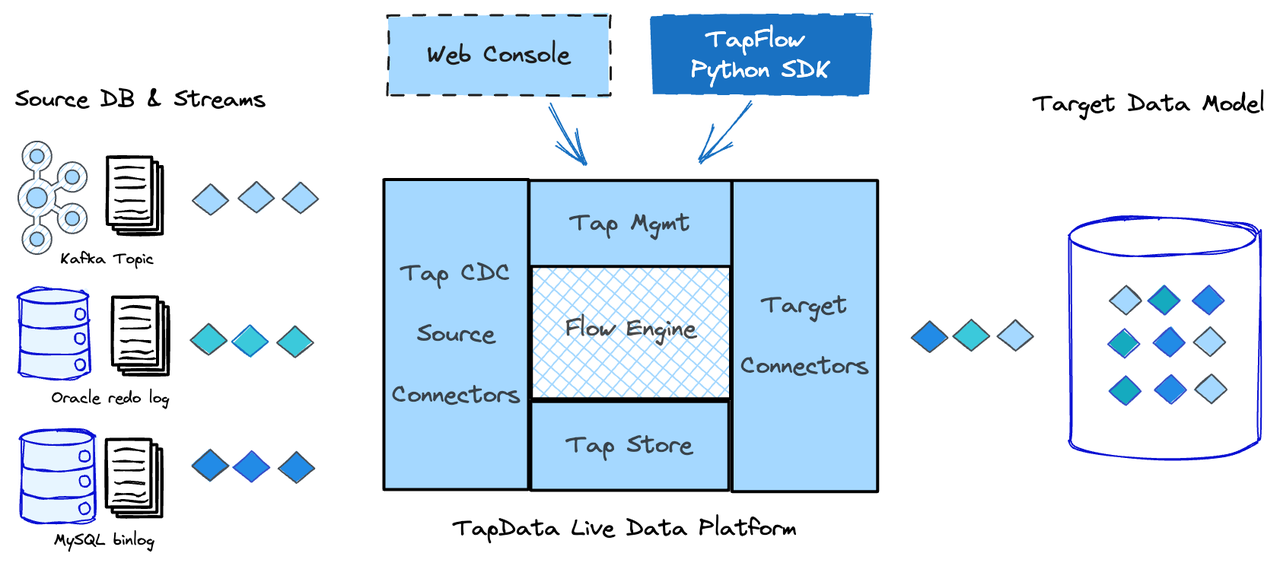 Web Console
TapFlow
Python SDK
Source DB & Streams
Target Data Model
Kafka Topic
Oracle redo log
MySQL binlog
Tap CDC
Source
Connectors
Tap Mgmt
Flow Engine
Tap Store
Target
Connectors
TapData Live Data Platform